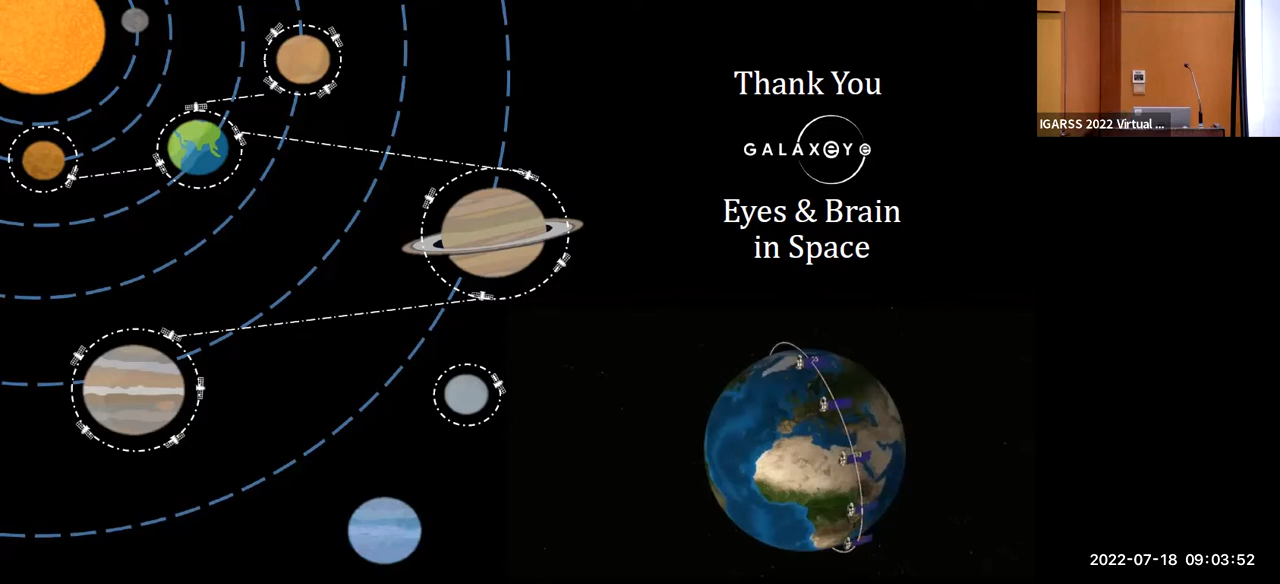 Thank You
GALAXEYE
Eyes & Brain
in Space
IGARSS 2022 Virtual ...
2022-07-18 09:03:52